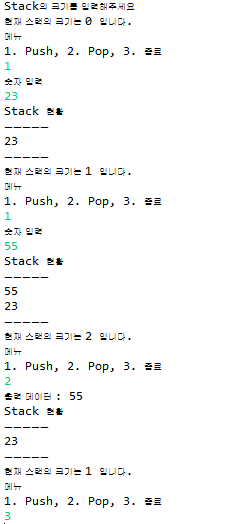 Stack의 크기를 입력해주세요
현재 스택의 크기는 0 입니다.
메뉴
1. Push, 2. Pop, 3. 종료
1
숫자 입력
23
Stack 현황
-----
23
-----
현재 스택의 크기는 1 입니다.
메뉴
1. Push, 2. Pop, 3. 종료
1
숫자 입력
55
Stack 현황
-----
55
23
-----
현재 스택의 크기는 2 입니다.
메뉴
1. Push, 2. Pop, 3. 종료
2
출력 데이터 : 55
Stack 현황
-----
23
-----
현재 스택의 크기는 1 입니다.
메뉴
1. Push, 2. Pop, 3. 종료
3